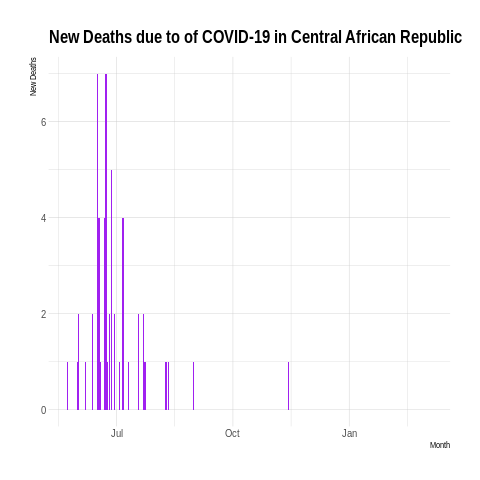 New Deaths due to of COVID-19 in Central African Republic
New Deaths
6
4
2
0
Jul
Oct
Jan
Month